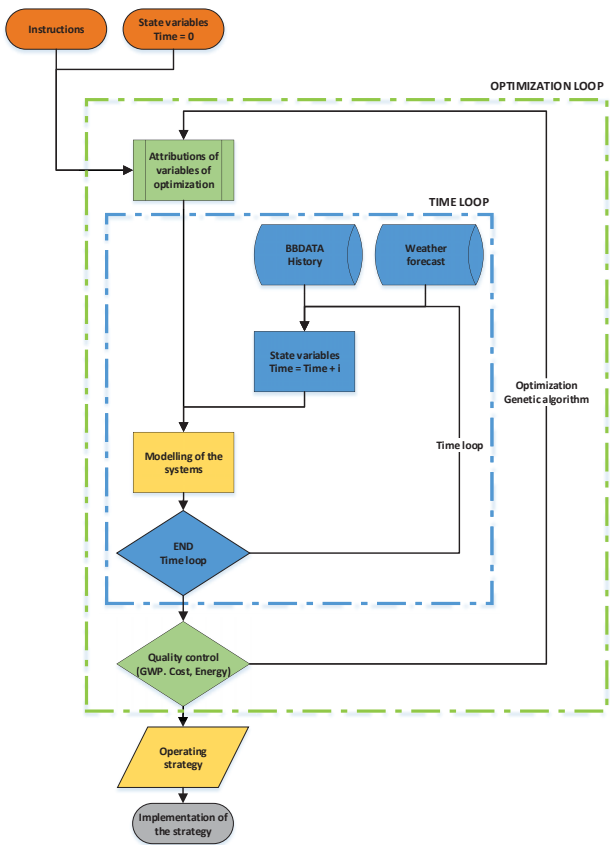 Instructions
State variables
Time = 0
OPTIMIZATION LOOP
Attributions of
variables of
optimization
TIME LOOP
BBDATA
History
Weather
forecast
State variables
Time = Time + i
Optimization
Genetic algorithm
Time loop
Modelling of the
systems
END
Time loop
Quality control
(GWP. Cost, Energy)
Operating
strategy
Implementation of
the strategy